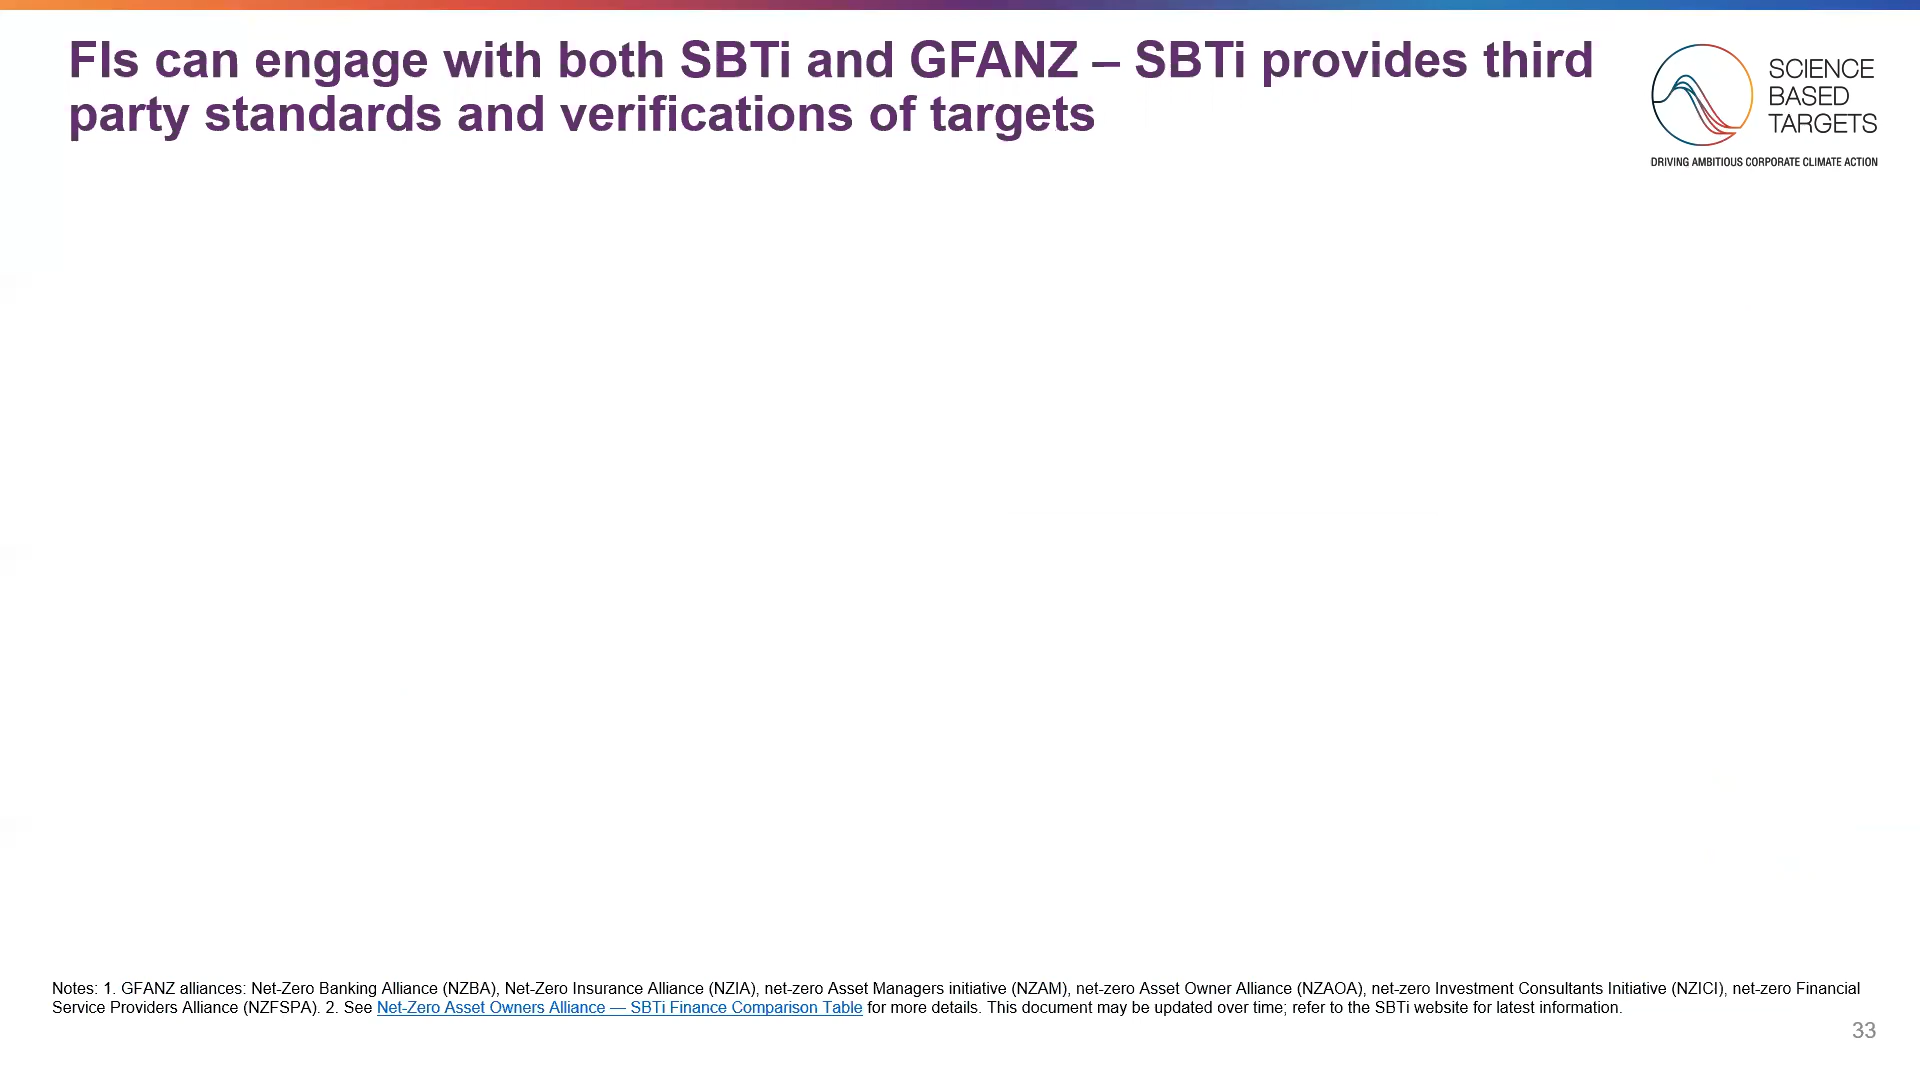 FIs can engage with both SBTi and GFANZ – SBTi provides third
party standards and verifications of targets
SCIENCE
BASED
TARGETS
DRIVING AMBITIOUS CORPORATE CLIMATE ACTION
Notes: 1. GFANZ alliances: Net-Zero Banking Alliance (NZBA), Net-Zero Insurance Alliance (NZIA), net-zero Asset Managers initiative (NZAM), net-zero Asset Owner Alliance (NZAOA), net-zero Investment Consultants Initiative (NZICI), net-zero Financial
Service Providers Alliance (NZFSPA). 2. See Net-Zero Asset Owners Alliance — SBTi Finance Comparison Table for more details. This document may be updated over time; refer to the SBTi website for latest information.
33